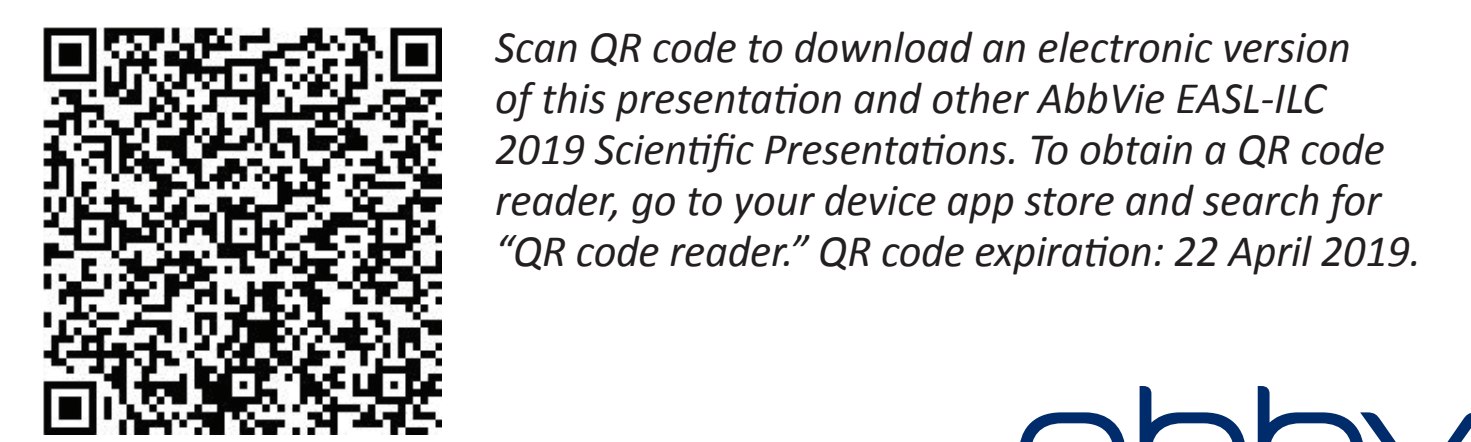 Scan QR code to download an electronic version
of this presentation and other AbbVie EASL-ILC
2019 Scientific Presentations. To obtain a QR code
reader, go to your device app store and search for
“QR code reader.” QR code expiration: 22 April 2019.
abbv